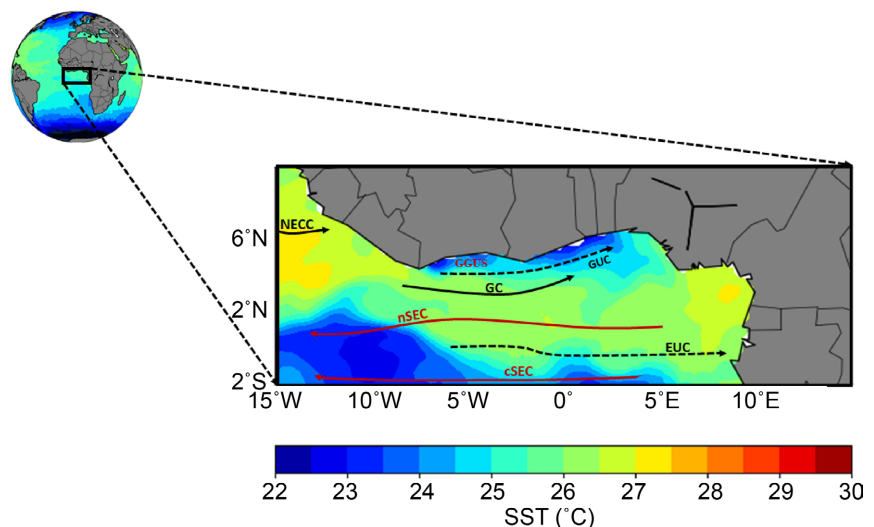 NECC
6°N
GGUS
GUC
GC
2°N
nSEC
EUC
2°S
cSEC
15°W 10°W 5°W 0° 5°E 10°E
22 23 24 25 26 27 28 29 30
SST (°C)